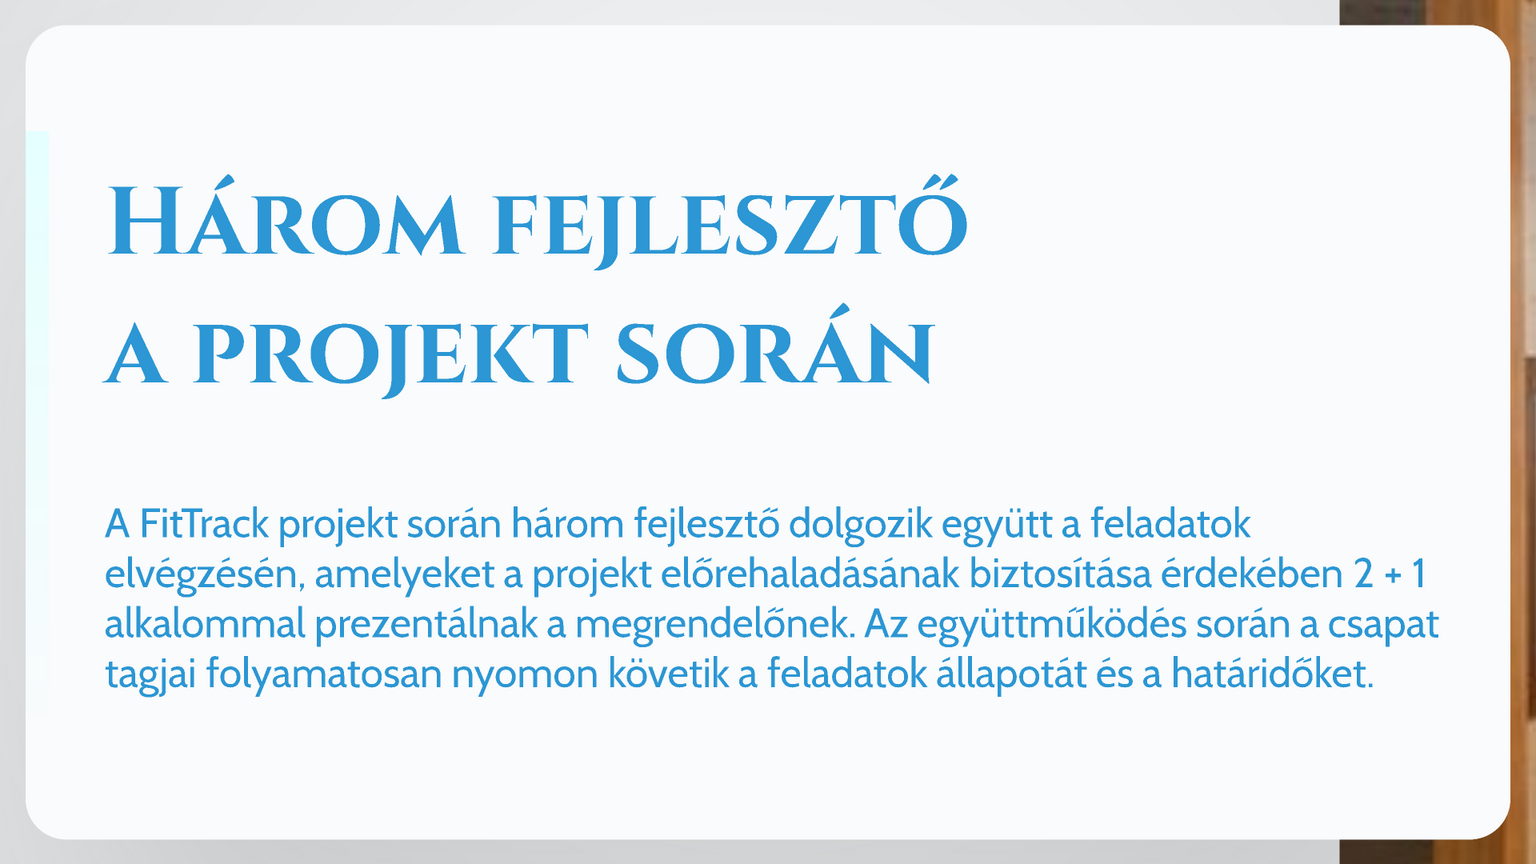 Három fejlesztő
a projekt során
A FitTrack projekt során három fejlesztő dolgozik együtt a feladatok
elvégzésén, amelyeket a projekt előrehaladásának biztosítása érdekében 2 + 1
alkalommal prezentálnak a megrendelőnek. Az együttműködés során a csapat
tagjai folyamatosan nyomon követik a feladatok állapotát és a határidőket.